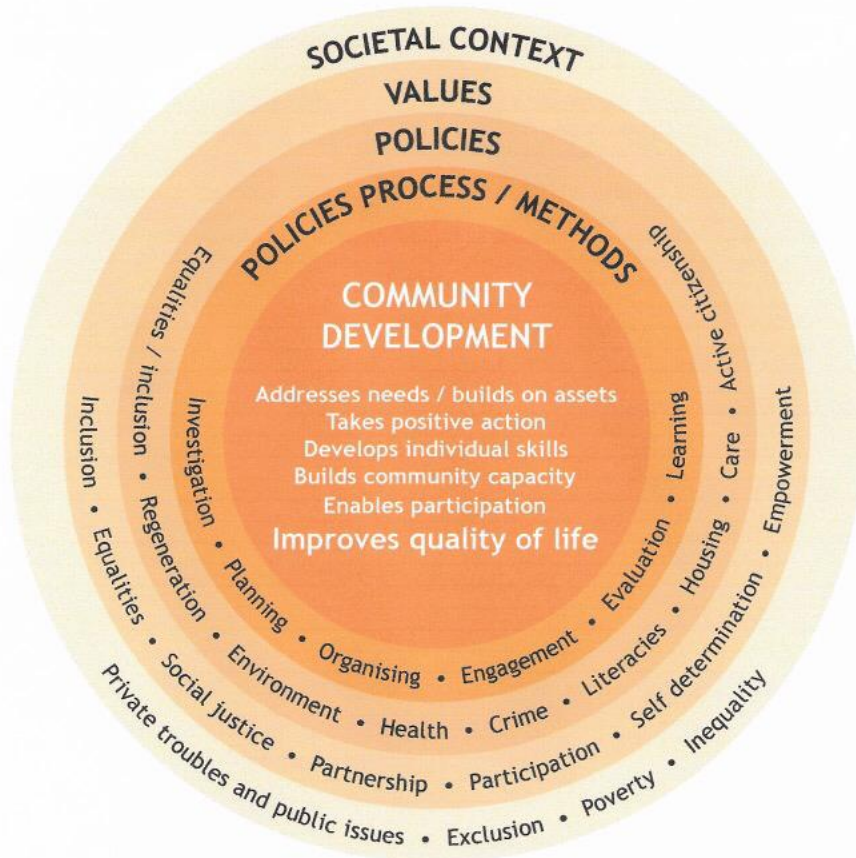 SOCIETAL CONTEXT
VALUES
POLICIES
POLICIES PROCESS / METHODS
COMMUNITY
DEVELOPMENT
Addresses needs / builds on assets
Takes positive action
Develops individual skills
Builds community capacity
Enables participation
Improves quality of life
Investigation • Planning • Organising • Engagement • Evaluation • Learning
Equalities / inclusion • Regeneration • Environment • Health • Crime • Literacies • Housing • Care • Active citizenship
Inclusion • Equalities • Social justice • Partnership • Participation • Self determination • Empowerment
Private troubles and public issues • Exclusion • Poverty • Inequality